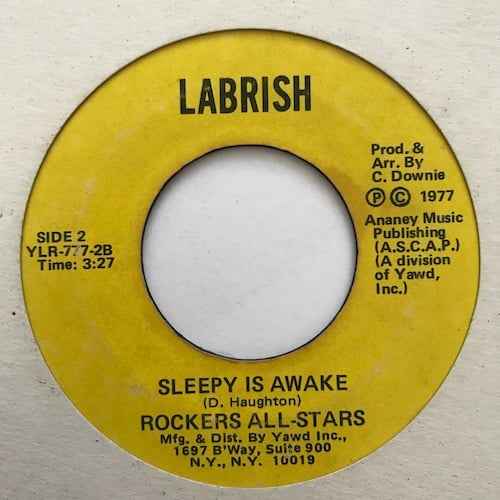 LABRISH
Prod. &
Arr. By
C. Downie
Ⓟ © 1977
Ananey Music
Publishing
(A.S.C.A.P.)
(A division
of Yawd,
Inc.)
SIDE 2
YLR-777-2B
Time: 3:27
SLEEPY IS AWAKE
(D. Haughton)
ROCKERS ALL-STARS
Mfg. & Dist. By Yawd Inc.,
1697 B'Way, Suite 900
N.Y., N.Y. 10019